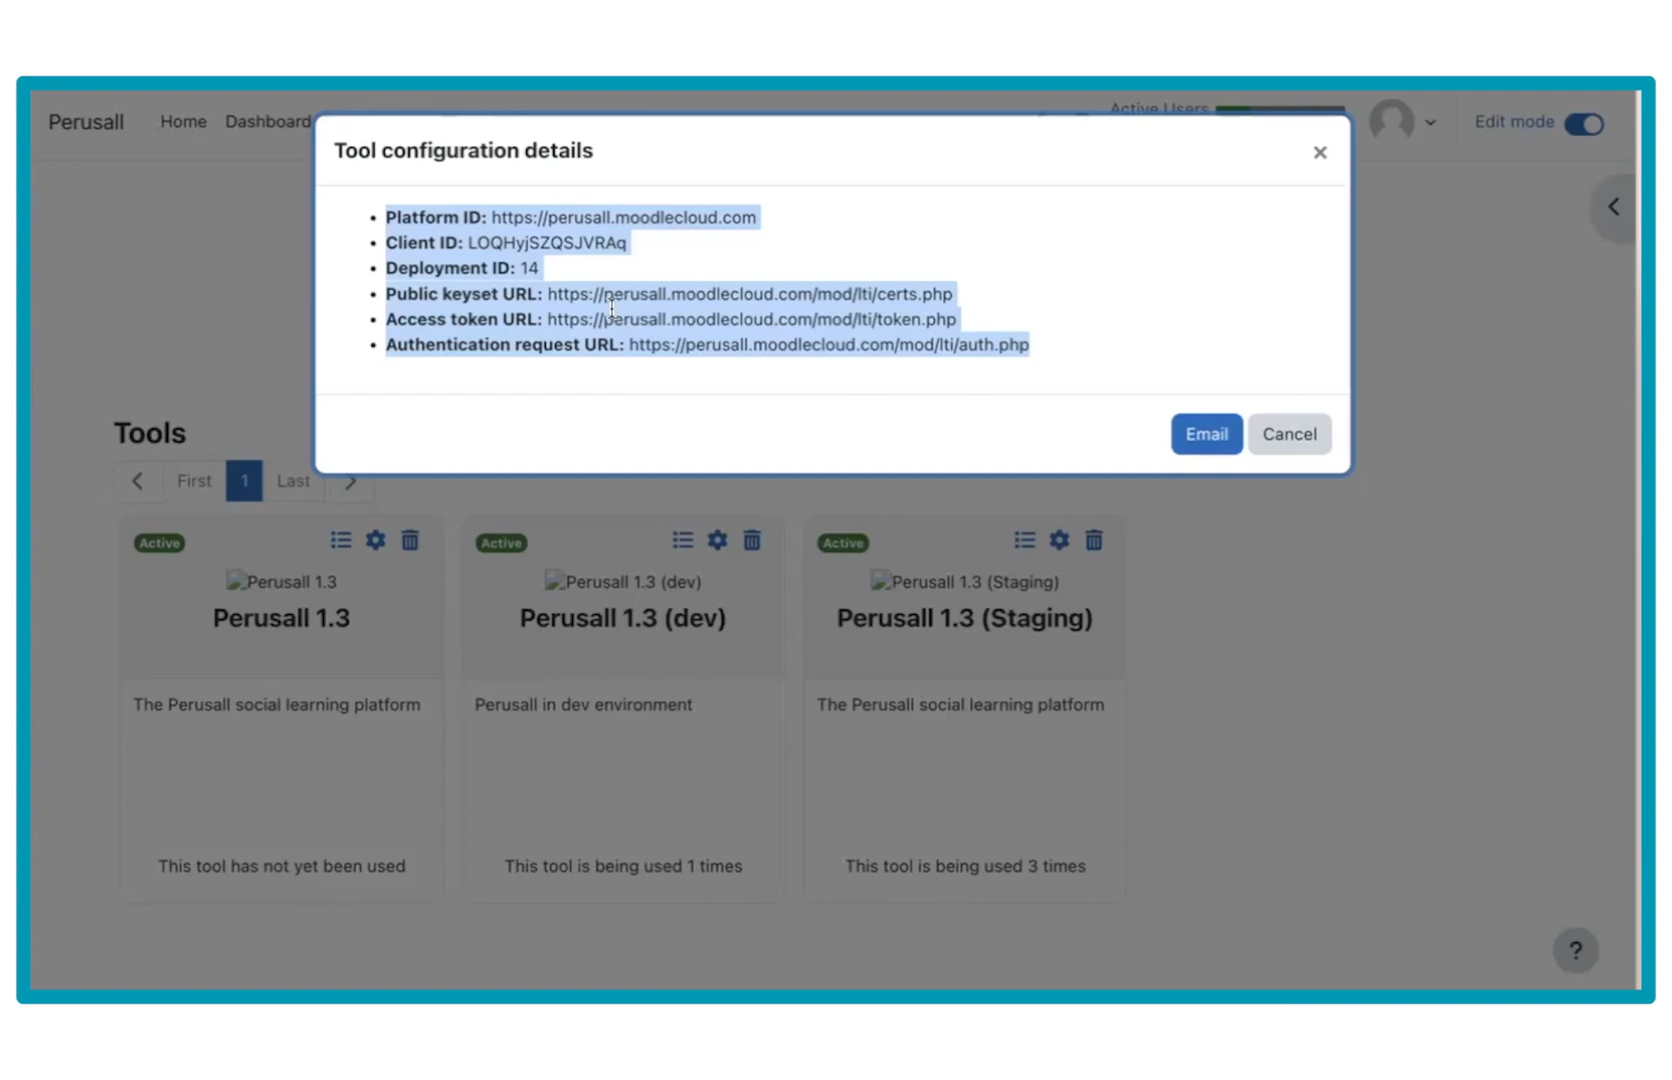 Perusall Home Dashboard Active Users Edit mode
Tool configuration details ×
• Platform ID: https://perusall.moodlecloud.com
• Client ID: LOQHyjSZQSJVRAq
• Deployment ID: 14
• Public keyset URL: https://perusall.moodlecloud.com/mod/lti/certs.php
• Access token URL: https://perusall.moodlecloud.com/mod/lti/token.php
• Authentication request URL: https://perusall.moodlecloud.com/mod/lti/auth.php
Email Cancel
Tools
First 1 Last
Active Active Active
Perusall 1.3 Perusall 1.3 (dev) Perusall 1.3 (Staging)
Perusall 1.3 Perusall 1.3 (dev) Perusall 1.3 (Staging)
The Perusall social learning platform Perusall in dev environment The Perusall social learning platform
This tool has not yet been used This tool is being used 1 times This tool is being used 3 times
?